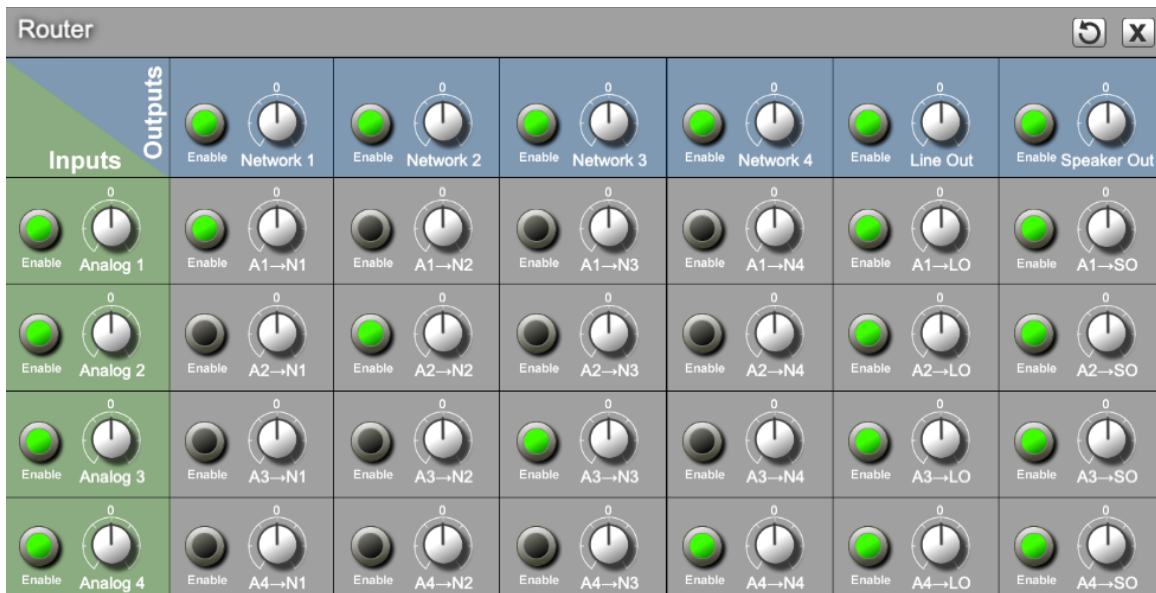 Router
X
Outputs
Inputs
0 0 0 0 0 0
Enable Network 1 Enable Network 2 Enable Network 3 Enable Network 4 Enable Line Out Enable Speaker Out
0 0 0 0 0 0 0
Enable Analog 1 Enable A1→N1 Enable A1→N2 Enable A1→N3 Enable A1→N4 Enable A1→LO Enable A1→SO
0 0 0 0 0 0 0
Enable Analog 2 Enable A2→N1 Enable A2→N2 Enable A2→N3 Enable A2→N4 Enable A2→LO Enable A2→SO
0 0 0 0 0 0 0
Enable Analog 3 Enable A3→N1 Enable A3→N2 Enable A3→N3 Enable A3→N4 Enable A3→LO Enable A3→SO
0 0 0 0 0 0 0
Enable Analog 4 Enable A4→N1 Enable A4→N2 Enable A4→N3 Enable A4→N4 Enable A4→LO Enable A4→SO